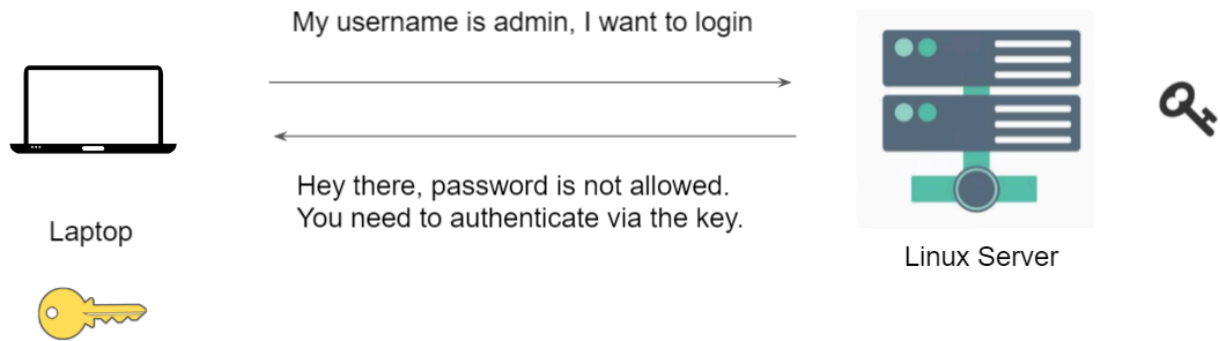 My username is admin, I want to login
Hey there, password is not allowed.
You need to authenticate via the key.
Laptop
Linux Server